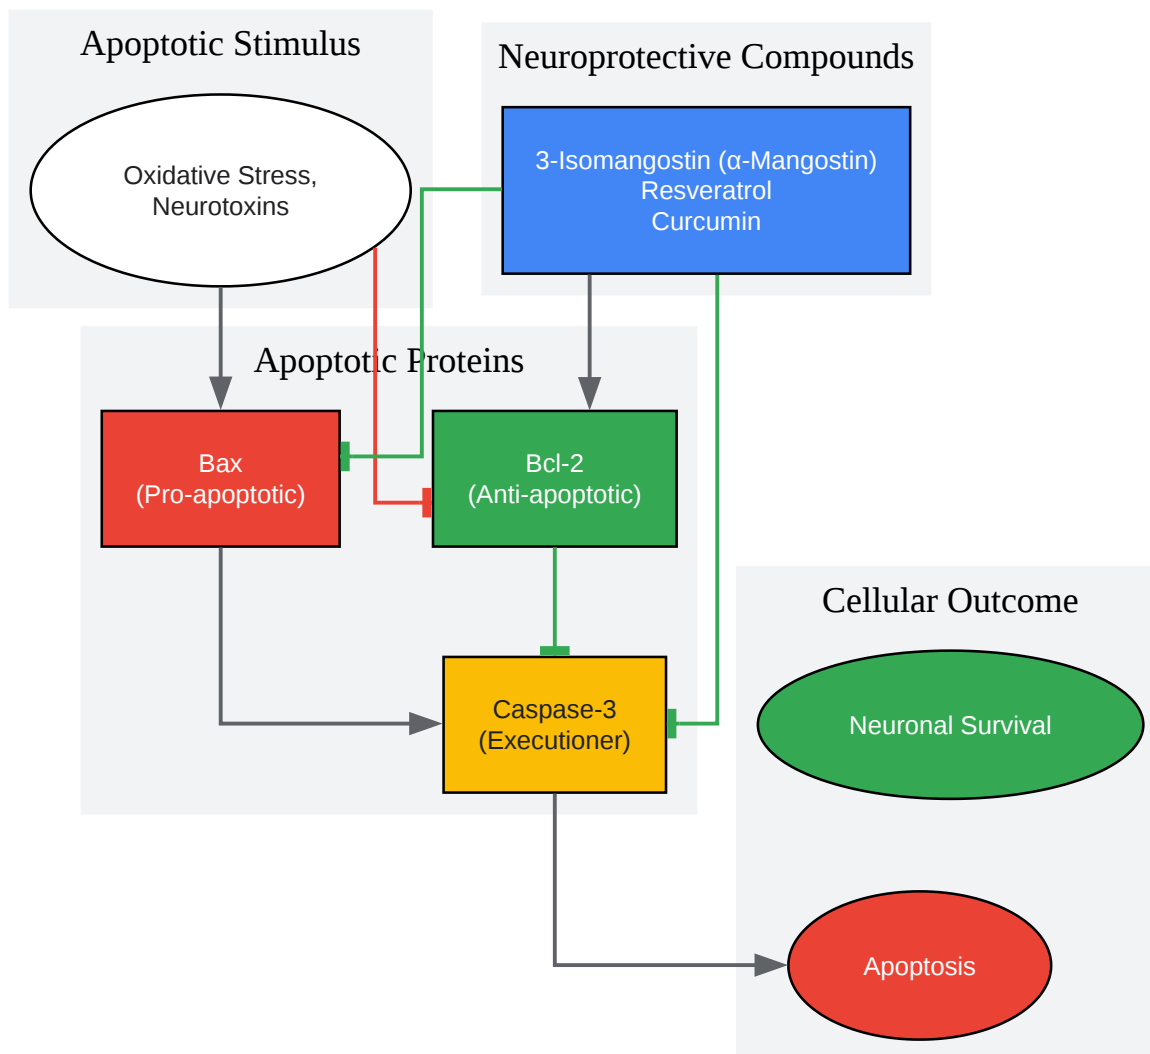 Apoptotic Stimulus
Oxidative Stress,
Neurotoxins
Neuroprotective Compounds
3-Isomangostin (α-Mangostin)
Resveratrol
Curcumin
Apoptotic Proteins
Bax
(Pro-apoptotic)
Bcl-2
(Anti-apoptotic)
Caspase-3
(Executioner)
Cellular Outcome
Neuronal Survival
Apoptosis